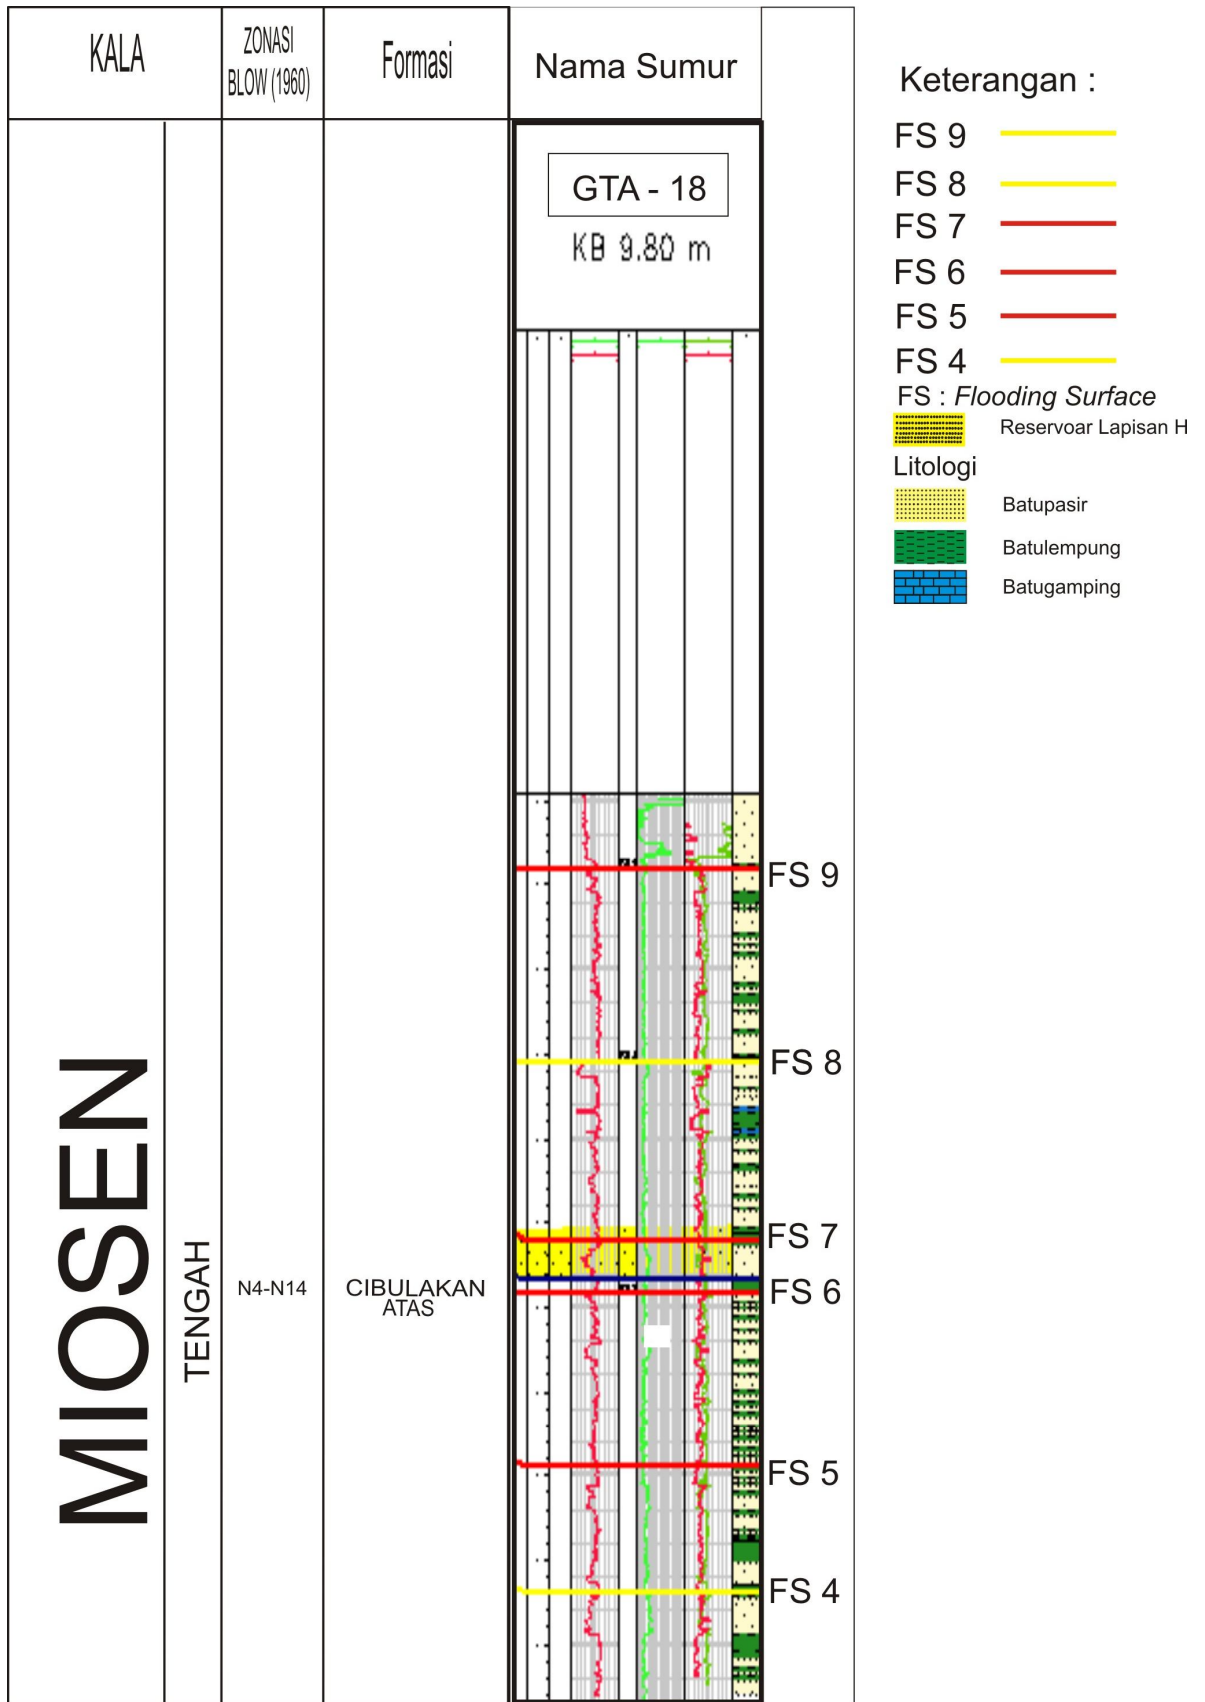 KALA
ZONASI
BLOW (1960)
Formasi
Nama Sumur
GTA - 18
KB 9.80 m
MIOSEN
TENGAH
N4-N14
CIBULAKAN
ATAS
FS 9
FS 8
FS 7
FS 6
FS 5
FS 4
Keterangan :
FS 9
FS 8
FS 7
FS 6
FS 5
FS 4
FS : Flooding Surface
Reservoar Lapisan H
Litologi
Batupasir
Batulempung
Batugamping